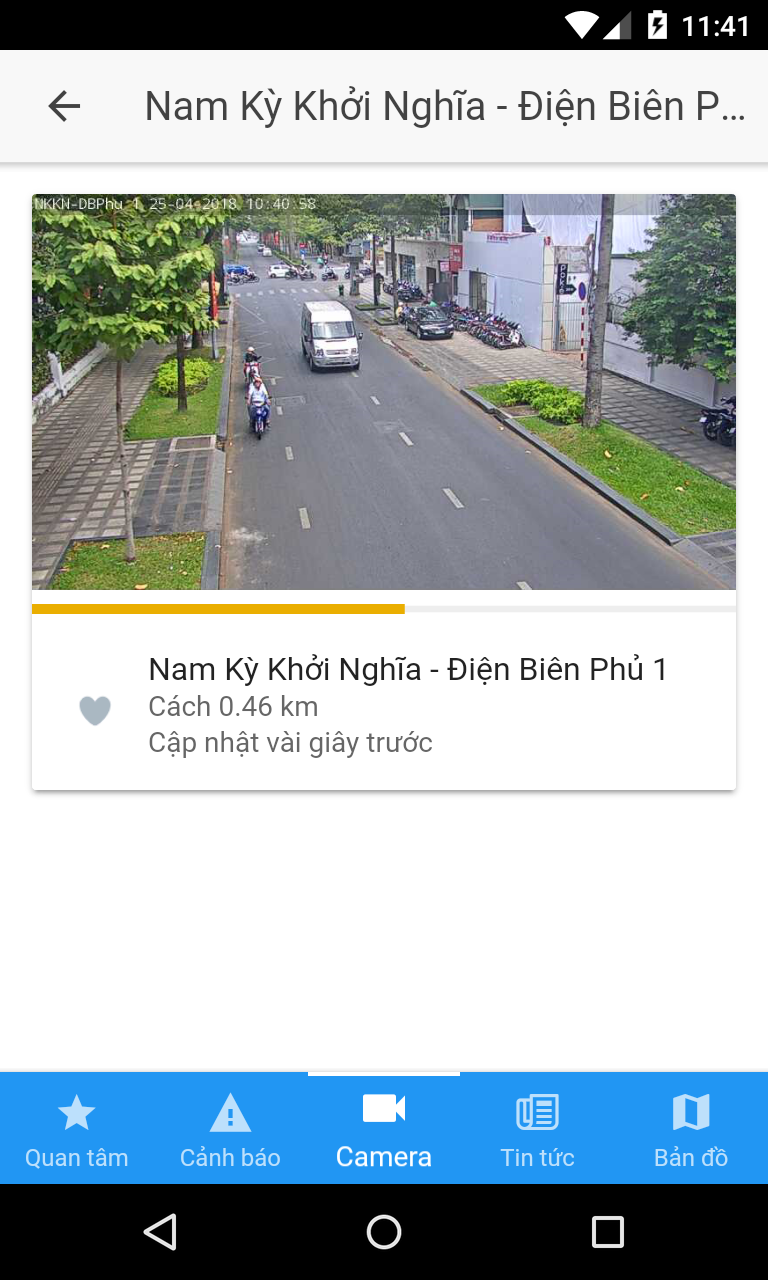 11:41
Nam Kỳ Khởi Nghĩa - Điện Biên P...
NKKN-DBPhu 1 25-04-2018 10:40:58
Nam Kỳ Khởi Nghĩa - Điện Biên Phủ 1
Cách 0.46 km
Cập nhật vài giây trước
Quan tâm
Cảnh báo
Camera
Tin tức
Bản đồ